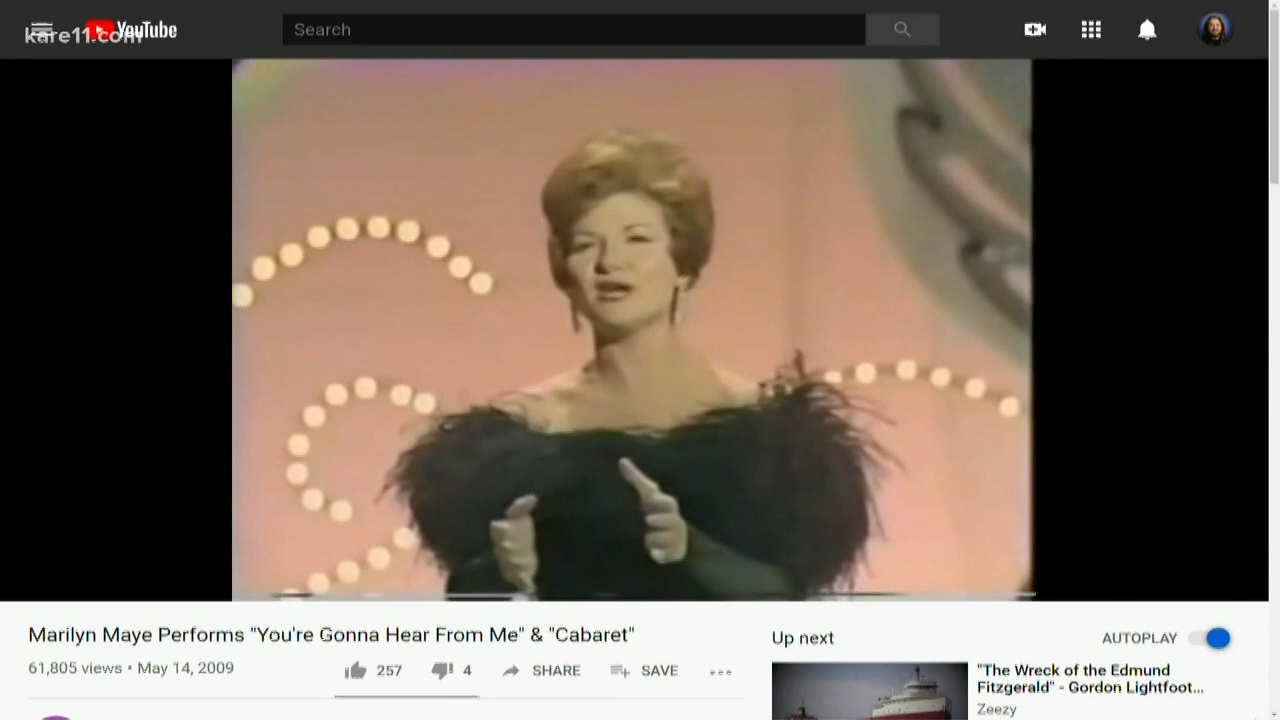 kare11.com
YouTube
Search
Marilyn Maye Performs "You're Gonna Hear From Me" & "Cabaret"
61,805 views • May 14, 2009
257
4
SHARE
SAVE
Up next
AUTOPLAY
"The Wreck of the Edmund
Fitzgerald" - Gordon Lightfoot...
Zeezy